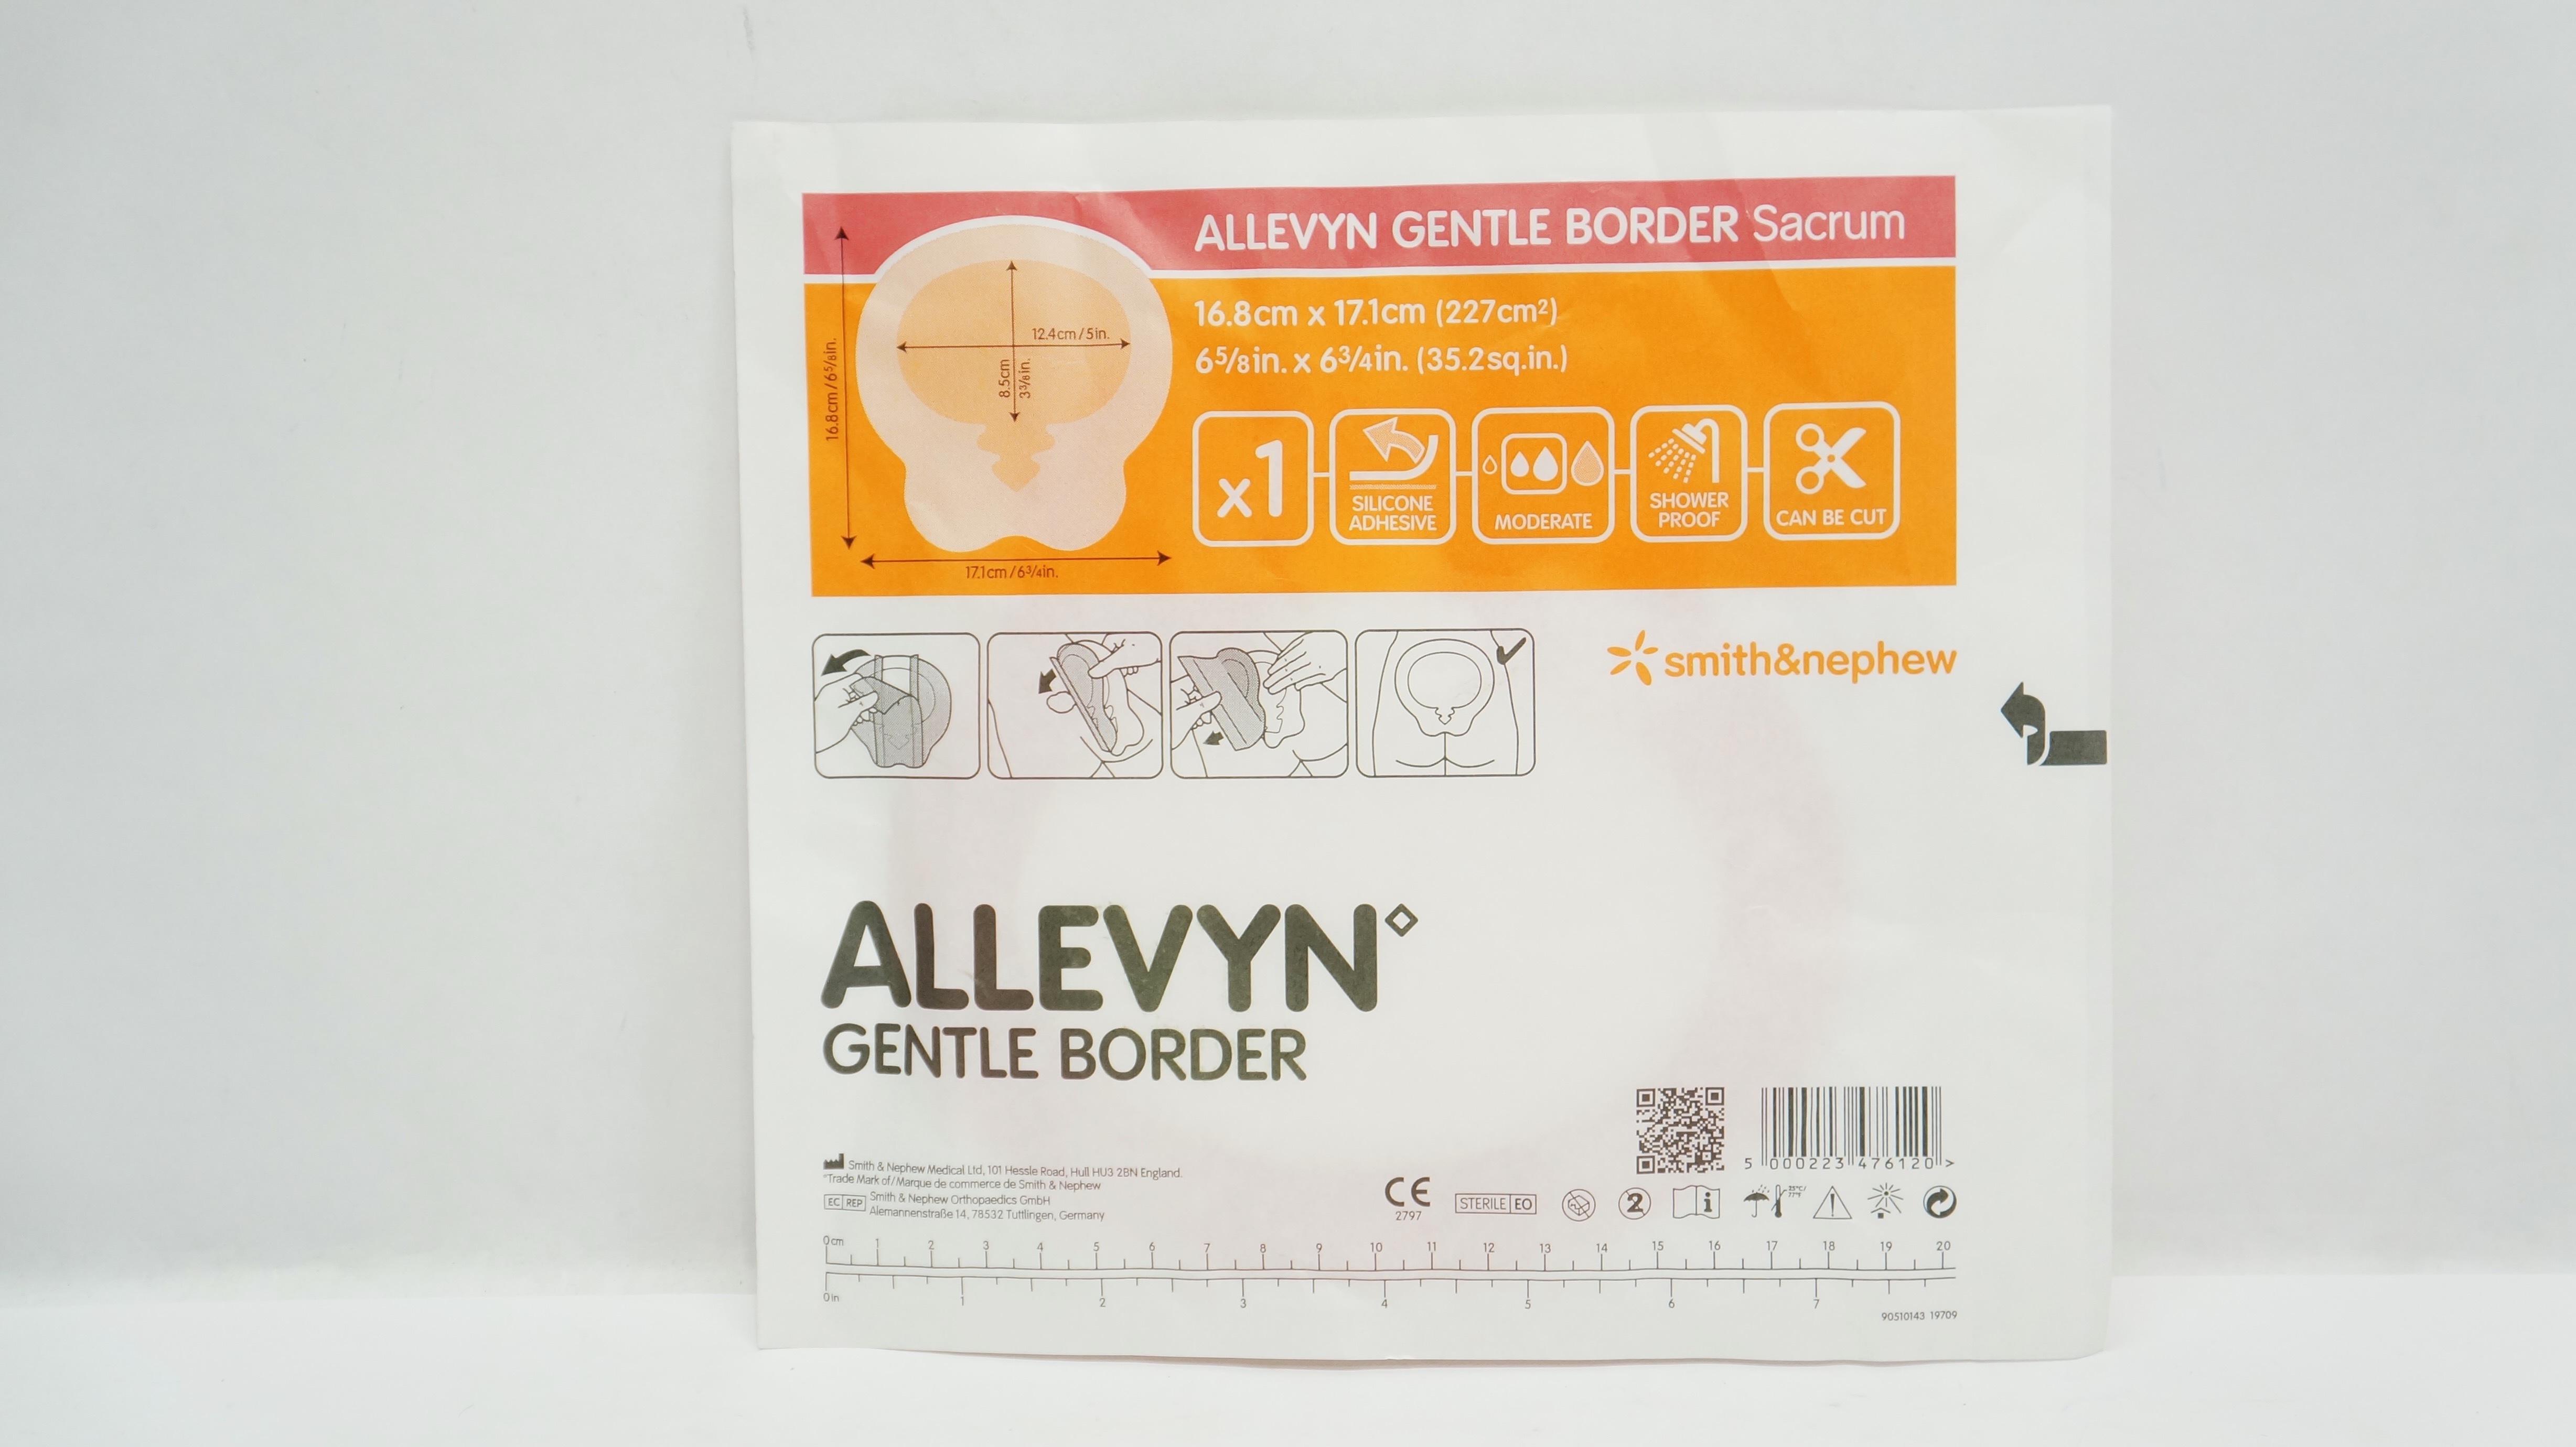 ALLEVYN GENTLE BORDER Sacrum
16.8cm x 17.1cm (227cm²)
6⁵/₈in. x 6³/₄in. (35.2sq.in.)
16.8cm/6⁵/₈in.
12.4cm/5in.
8.5cm
3³/₈in.
17.1cm/6³/₄in.
x1
SILICONE
ADHESIVE
MODERATE
SHOWER
PROOF
CAN BE CUT
smith&nephew
ALLEVYN◊
GENTLE BORDER
5 000223 476120 >
Smith & Nephew Medical Ltd, 101 Hessle Road, Hull HU3 2BN England.
*Trade Mark of/Marque de commerce de Smith & Nephew
EC REP Smith & Nephew Orthopaedics GmbH
Alemannenstraße 14, 78532 Tuttlingen, Germany
CE
2797
STERILE EO
2
i
25°C/
77°F
0cm 1 2 3 4 5 6 7 8 9 10 11 12 13 14 15 16 17 18 19 20
0in 1 2 3 4 5 6 7
90510143 19709